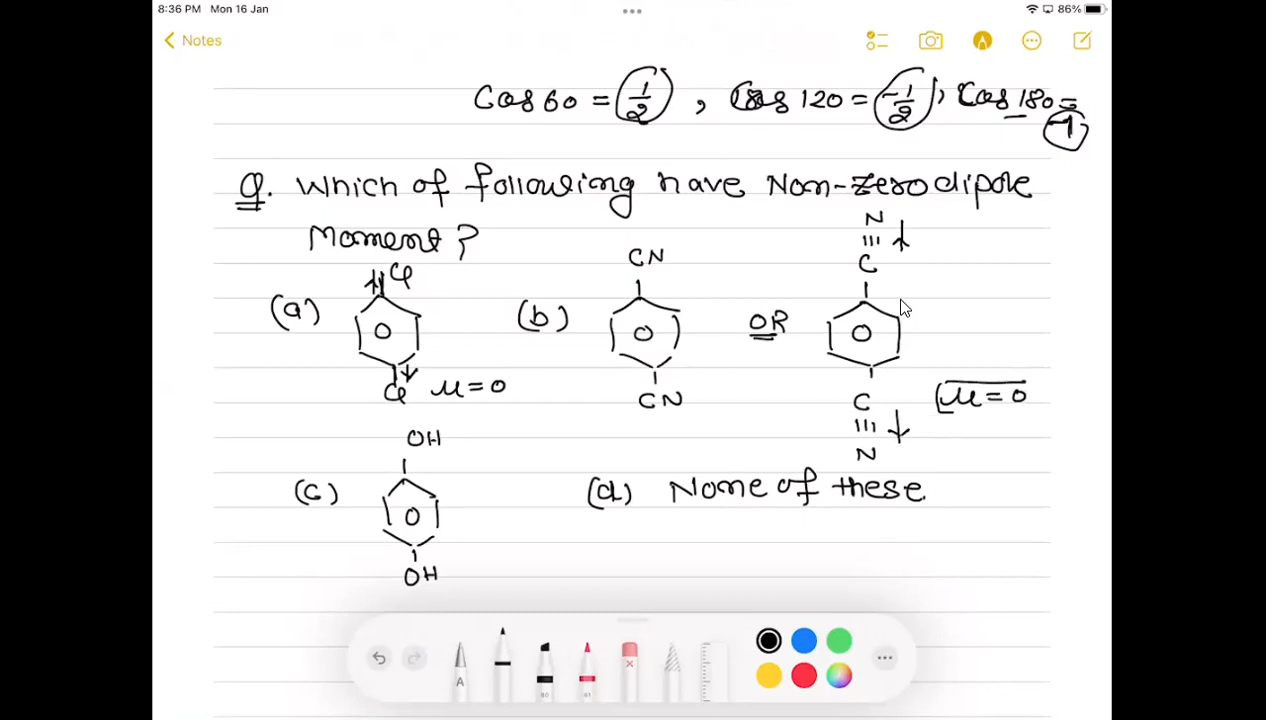 8:36 PM Mon 16 Jan
86%
Notes
Cos 60 = 1/2 , Cos 120 = -1/2 , Cos 180 = -1
Q. Which of following have Non-zero dipole
Moment ?
(a) Cl Cl μ = 0
(b) CN CN OR N C C N μ = 0
(c) OH OH
(d) None of these
A
80